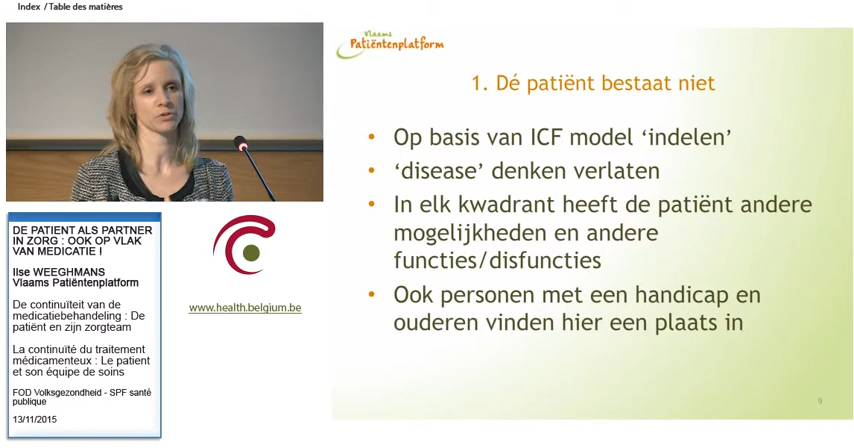 Index / Table des matières
Vlaams
Patiëntenplatform
1. Dé patiënt bestaat niet
• Op basis van ICF model ‘indelen’
• ‘disease’ denken verlaten
• In elk kwadrant heeft de patiënt andere
mogelijkheden en andere
functies/disfuncties
• Ook personen met een handicap en
ouderen vinden hier een plaats in
9
DE PATIENT ALS PARTNER
IN ZORG : OOK OP VLAK
VAN MEDICATIE !
Ilse WEEGHMANS
Vlaams Patiëntenplatform
De continuïteit van de
medicatiebehandeling : De
patiënt en zijn zorgteam
La continuïté du traitement
médicamenteux : Le patient
et son équipe de soins
FOD Volksgezondheid - SPF santé
publique
13/11/2015
www.health.belgium.be